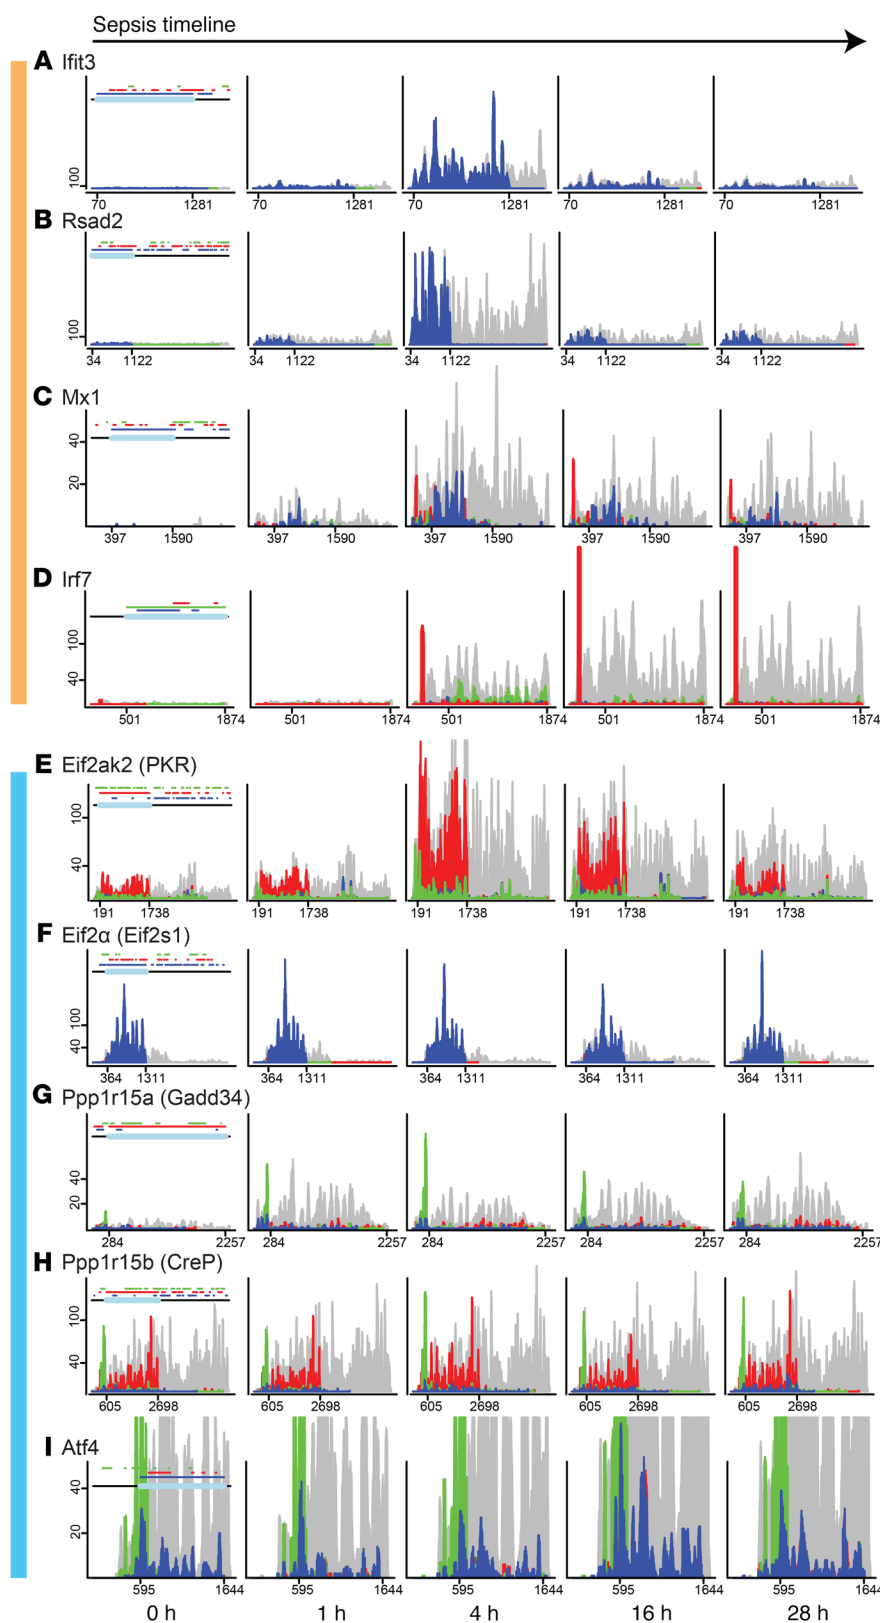 Sepsis timeline
A Ifit3
100
70 1281 70 1281 70 1281 70 1281 70 1281
B Rsad2
100
34 1122 34 1122 34 1122 34 1122 34 1122
C Mx1
40
20
397 1590 397 1590 397 1590 397 1590 397 1590
D Irf7
100
40
501 1874 501 1874 501 1874 501 1874 501 1874
E Eif2ak2 (PKR)
100
40
191 1738 191 1738 191 1738 191 1738 191 1738
F Eif2α (Eif2s1)
100
40
364 1311 364 1311 364 1311 364 1311 364 1311
G Ppp1r15a (Gadd34)
40
20
284 2257 284 2257 284 2257 284 2257 284 2257
H Ppp1r15b (CreP)
100
40
605 2698 605 2698 605 2698 605 2698 605 2698
I Atf4
40
20
595 1644 595 1644 595 1644 595 1644 595 1644
0 h 1 h 4 h 16 h 28 h